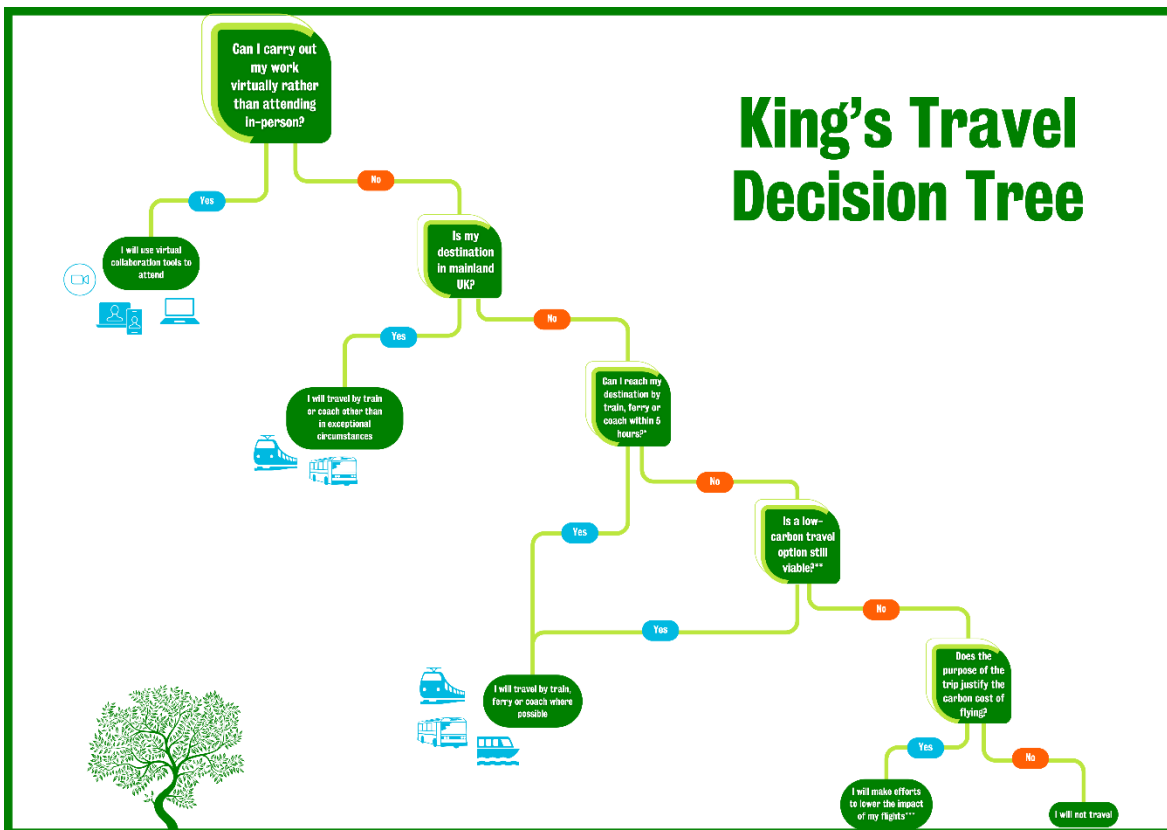 Can I carry out
my work
virtually rather
than attending
in-person?
King's Travel
Decision Tree
Yes
No
I will use virtual
collaboration tools to
attend
Is my
destination
in mainland
UK?
Yes
No
I will travel by train
or coach other than
in exceptional
circumstances
Can I reach my
destination by
train, ferry or
coach within 5
hours?*
Yes
No
Is a low-
carbon travel
option still
viable?**
Yes
No
I will travel by train,
ferry or coach where
possible
Does the
purpose of the
trip justify the
carbon cost of
flying?
Yes
No
I will make efforts
to lower the impact
of my flights***
I will not travel